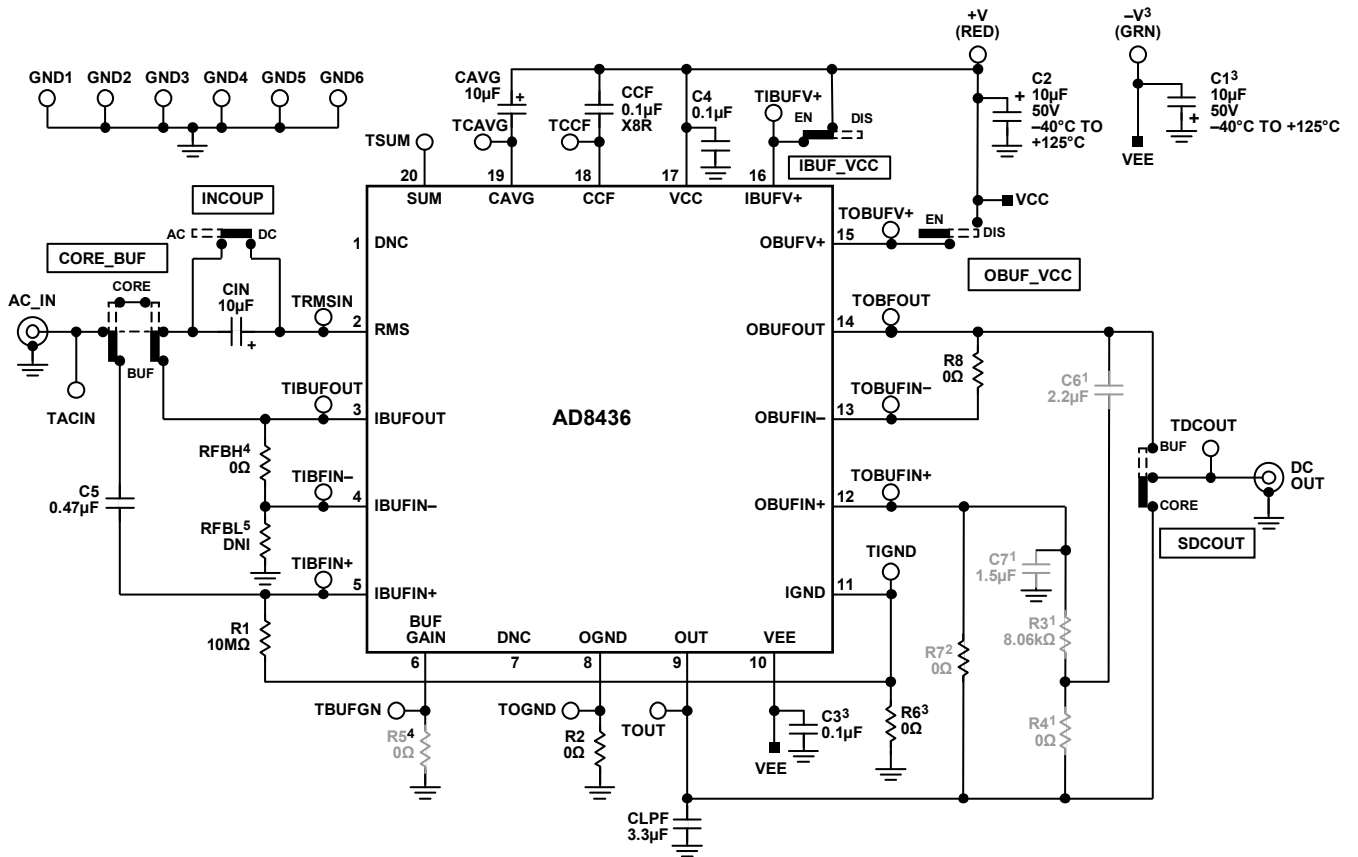 +V
(RED)
–V3
(GRN)
GND1 GND2 GND3 GND4 GND5 GND6
CAVG
10µF
+
CCF
0.1µF
X8R
C4
0.1µF
TIBUFV+
EN
DIS
IBUF_VCC
+
C2
10µF
50V
–40°C TO
+125°C
C13
10µF
50V
–40°C TO +125°C
+
VEE
TSUM
TCAVG
TCCF
20
19
18
17
16
SUM
CAVG
CCF
VCC
IBUFV+
VCC
INCOUP
AC
DC
1
DNC
TOBUFV+
EN
DIS
15
OBUFV+
OBUF_VCC
CORE_BUF
CORE
AC_IN
CIN
10µF
+
TRMSIN
2
RMS
BUF
TACIN
TOBFOUT
14
OBUFOUT
R8
0Ω
C61
2.2µF
TIBUFOUT
3
IBUFOUT
AD8436
TOBUFIN–
13
OBUFIN–
TDCOUT
BUF
DC
OUT
CORE
SDCOUT
RFBH4
0Ω
C5
0.47µF
TIBFIN–
4
IBUFIN–
TOBUFIN+
12
OBUFIN+
RFBL5
DNI
TIBFIN+
5
IBUFIN+
TIGND
11
IGND
C71
1.5µF
R31
8.06kΩ
R1
10MΩ
BUF
GAIN
DNC
OGND
OUT
VEE
6
7
8
9
10
R72
0Ω
TBUFGN
TOGND
TOUT
R54
0Ω
R2
0Ω
C33
0.1µF
VEE
R63
0Ω
R41
0Ω
CLPF
3.3µF